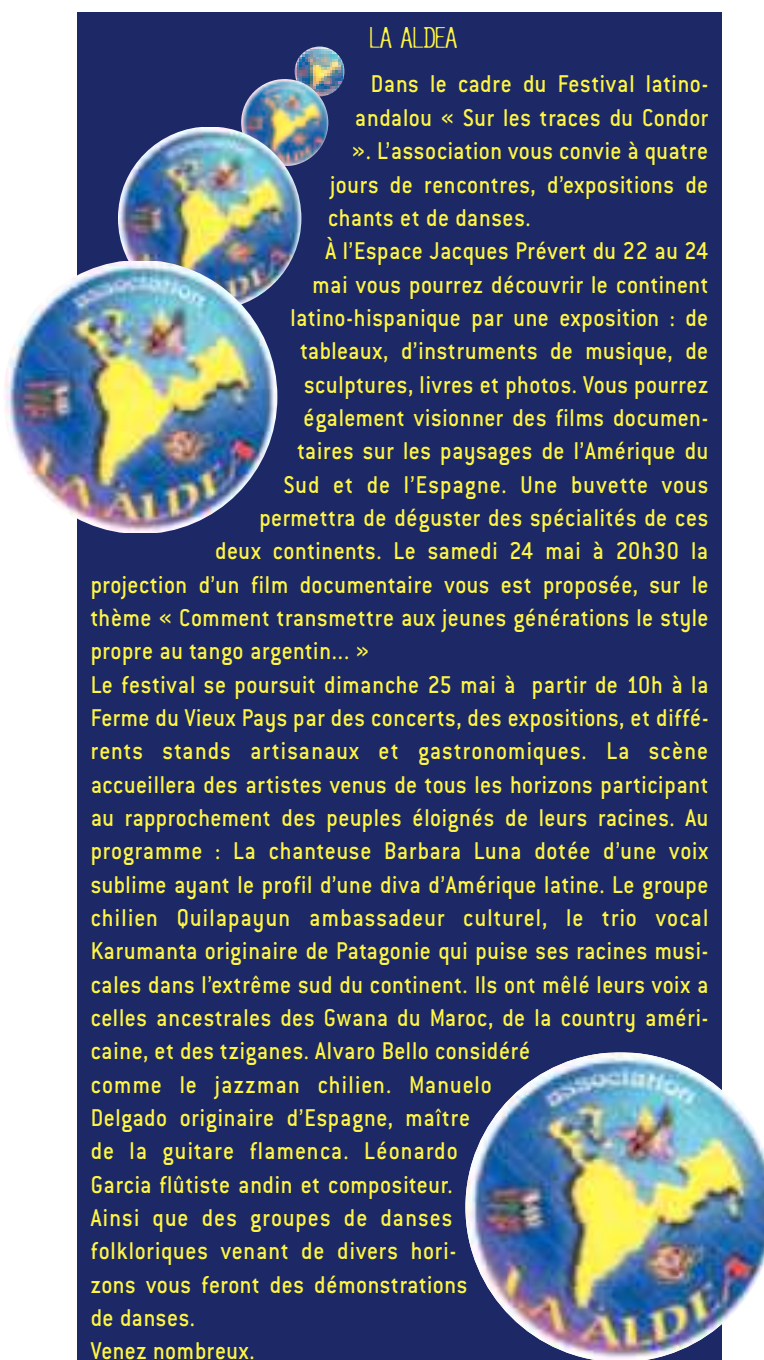 LA ALDEA
Dans le cadre du Festival latino-
andalou « Sur les traces du Condor
». L'association vous convie à quatre
jours de rencontres, d'expositions de
chants et de danses.
À l'Espace Jacques Prévert du 22 au 24
mai vous pourrez découvrir le continent
latino-hispanique par une exposition : de
tableaux, d'instruments de musique, de
sculptures, livres et photos. Vous pourrez
également visionner des films documen-
taires sur les paysages de l'Amérique du
Sud et de l'Espagne. Une buvette vous
permettra de déguster des spécialités de ces
deux continents. Le samedi 24 mai à 20h30 la
projection d'un film documentaire vous est proposée, sur le
thème « Comment transmettre aux jeunes générations le style
propre au tango argentin... »
Le festival se poursuit dimanche 25 mai à partir de 10h à la
Ferme du Vieux Pays par des concerts, des expositions, et diffé-
rents stands artisanaux et gastronomiques. La scène
accueillera des artistes venus de tous les horizons participant
au rapprochement des peuples éloignés de leurs racines. Au
programme : La chanteuse Barbara Luna dotée d'une voix
sublime ayant le profil d'une diva d'Amérique latine. Le groupe
chilien Quilapayun ambassadeur culturel, le trio vocal
Karumanta originaire de Patagonie qui puise ses racines musi-
cales dans l'extrême sud du continent. Ils ont mêlé leurs voix a
celles ancestrales des Gwana du Maroc, de la country améri-
caine, et des tziganes. Alvaro Bello considéré
comme le jazzman chilien. Manuelo
Delgado originaire d'Espagne, maître
de la guitare flamenca. Léonardo
Garcia flûtiste andin et compositeur.
Ainsi que des groupes de danses
folkloriques venant de divers hori-
zons vous feront des démonstrations
de danses.
Venez nombreux.
association
LA ALDEA
association
LA ALDEA
association
LA ALDEA